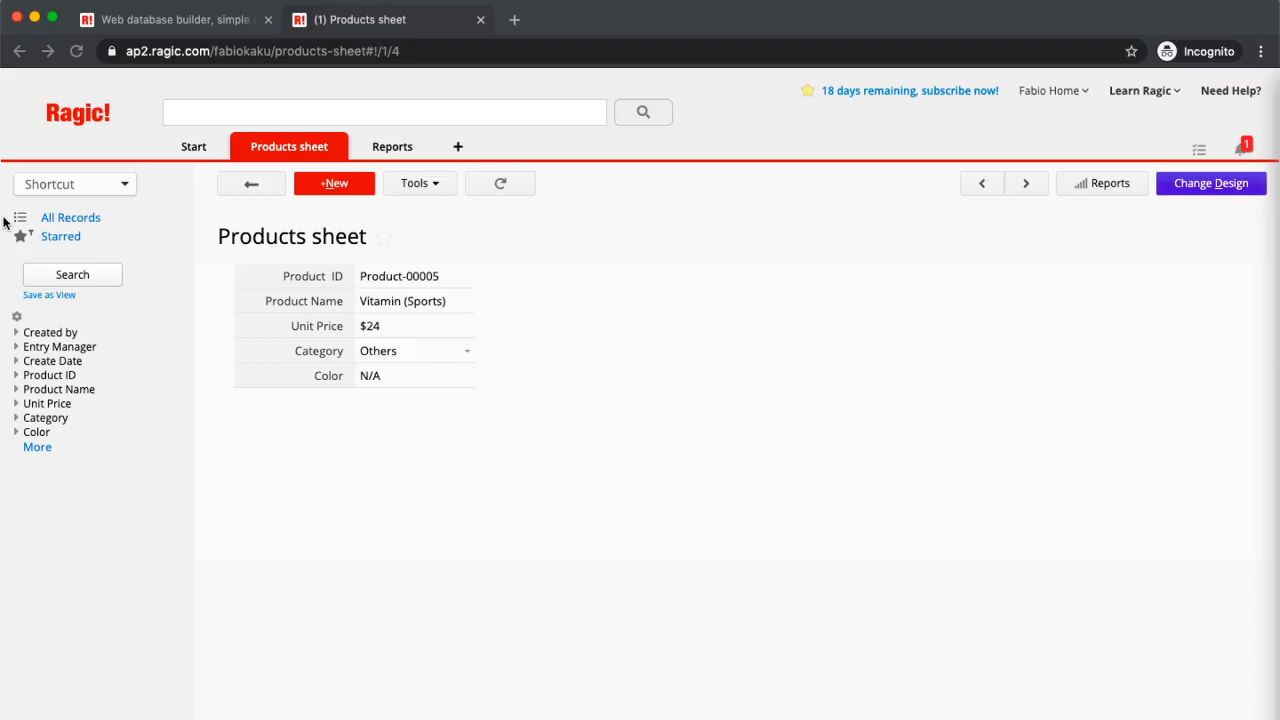 R! Web database builder, simple
R! (1) Products sheet
ap2.ragic.com/fabiokaku/products-sheet#!/1/4
Incognito
Ragic!
18 days remaining, subscribe now!
Fabio Home
Learn Ragic
Need Help?
Start
Products sheet
Reports
1
Shortcut
+New
Tools
Reports
Change Design
All Records
Starred
Search
Save as View
Created by
Entry Manager
Create Date
Product ID
Product Name
Unit Price
Category
Color
More
Products sheet
Product ID Product-00005
Product Name Vitamin (Sports)
Unit Price $24
Category Others
Color N/A